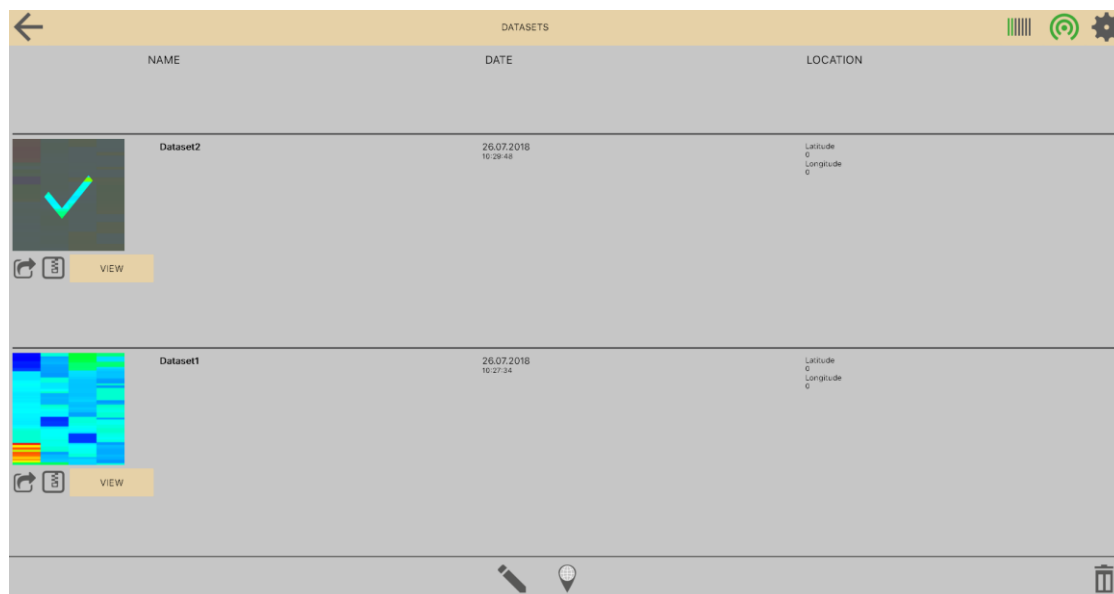 DATASETS
NAME DATE LOCATION
Dataset2 26.07.2018 Latitude
10:28:48 0
Longitude
0
VIEW
Dataset1 26.07.2018 Latitude
10:27:34 0
Longitude
0
VIEW